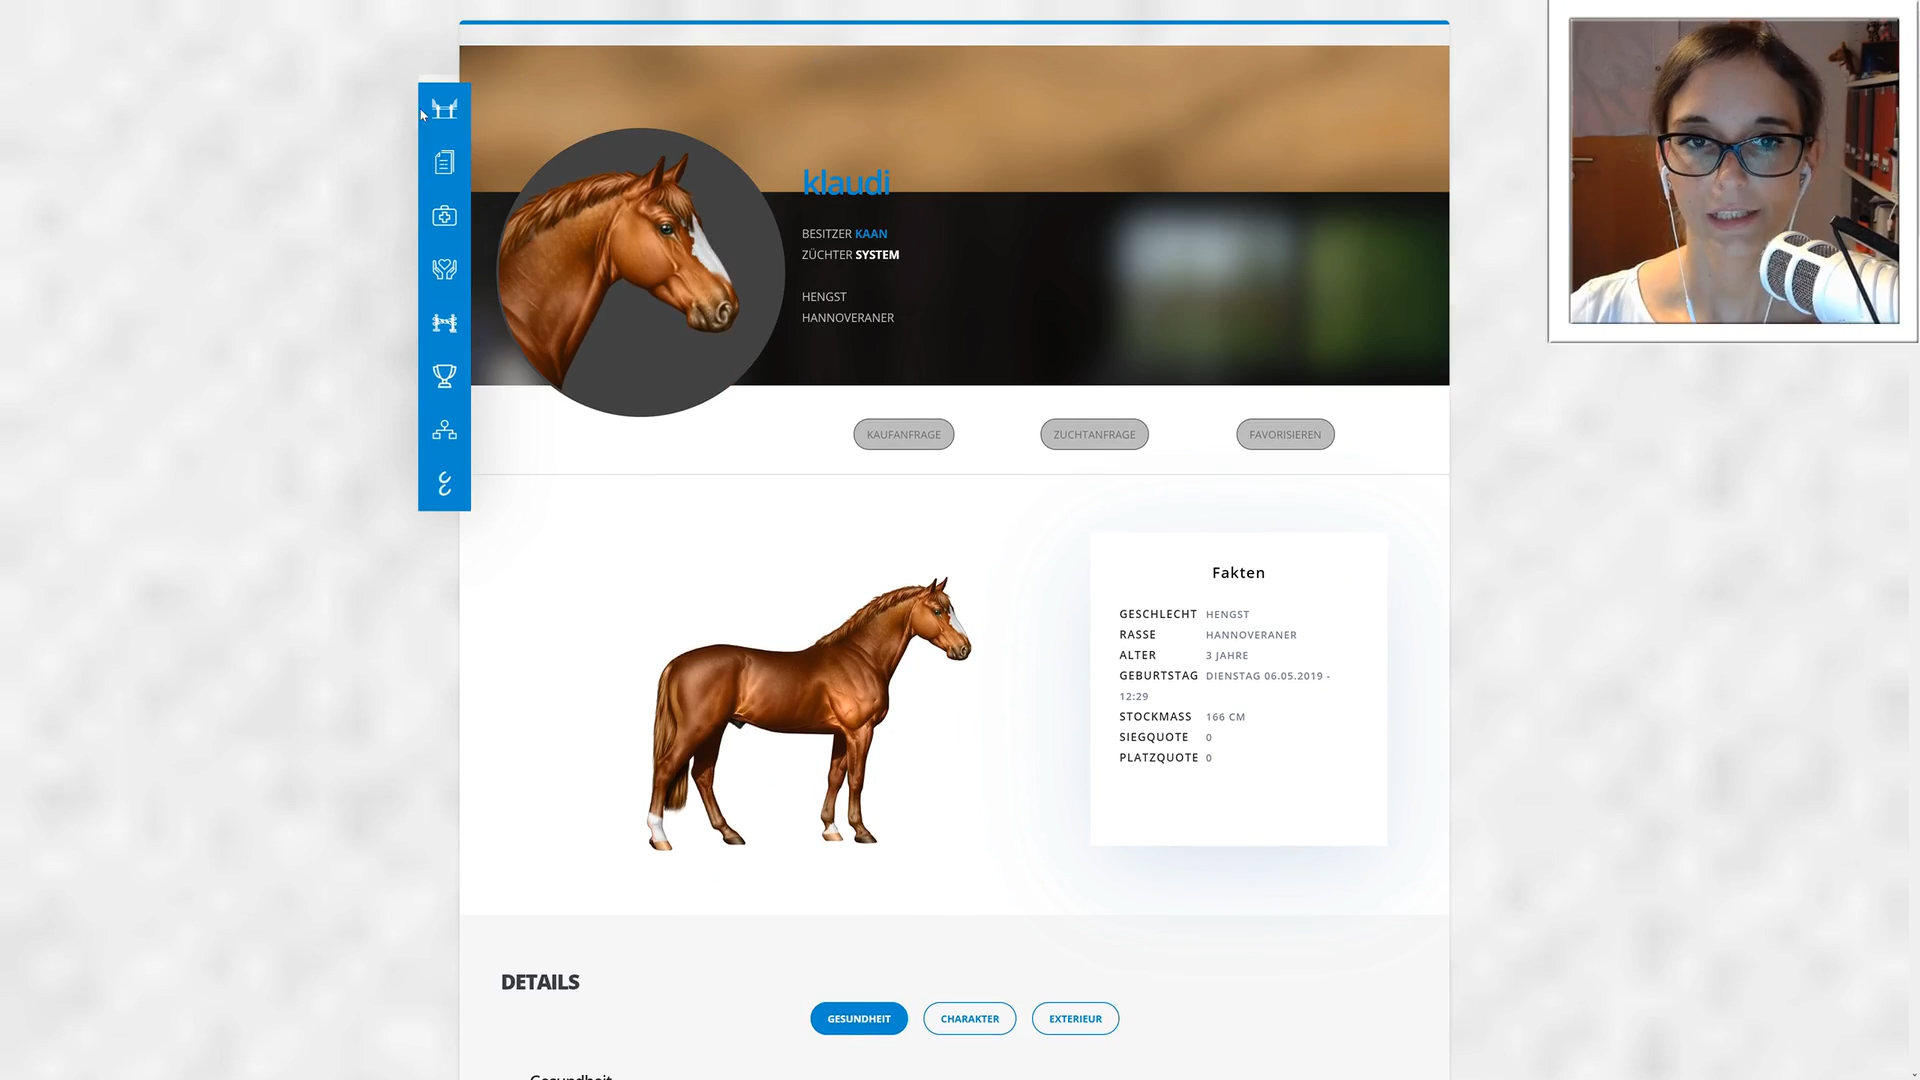 klaudi
BESITZER KAAN
ZÜCHTER SYSTEM
HENGST
HANNOVERANER
KAUFANFRAGE
ZUCHTANFRAGE
FAVORISIEREN
Fakten
GESCHLECHT HENGST
RASSE HANNOVERANER
ALTER 3 JAHRE
GEBURTSTAG DIENSTAG 06.05.2019 -
12:29
STOCKMASS 166 CM
SIEGQUOTE 0
PLATZQUOTE 0
DETAILS
GESUNDHEIT
CHARAKTER
EXTERIEUR
Gesundheit